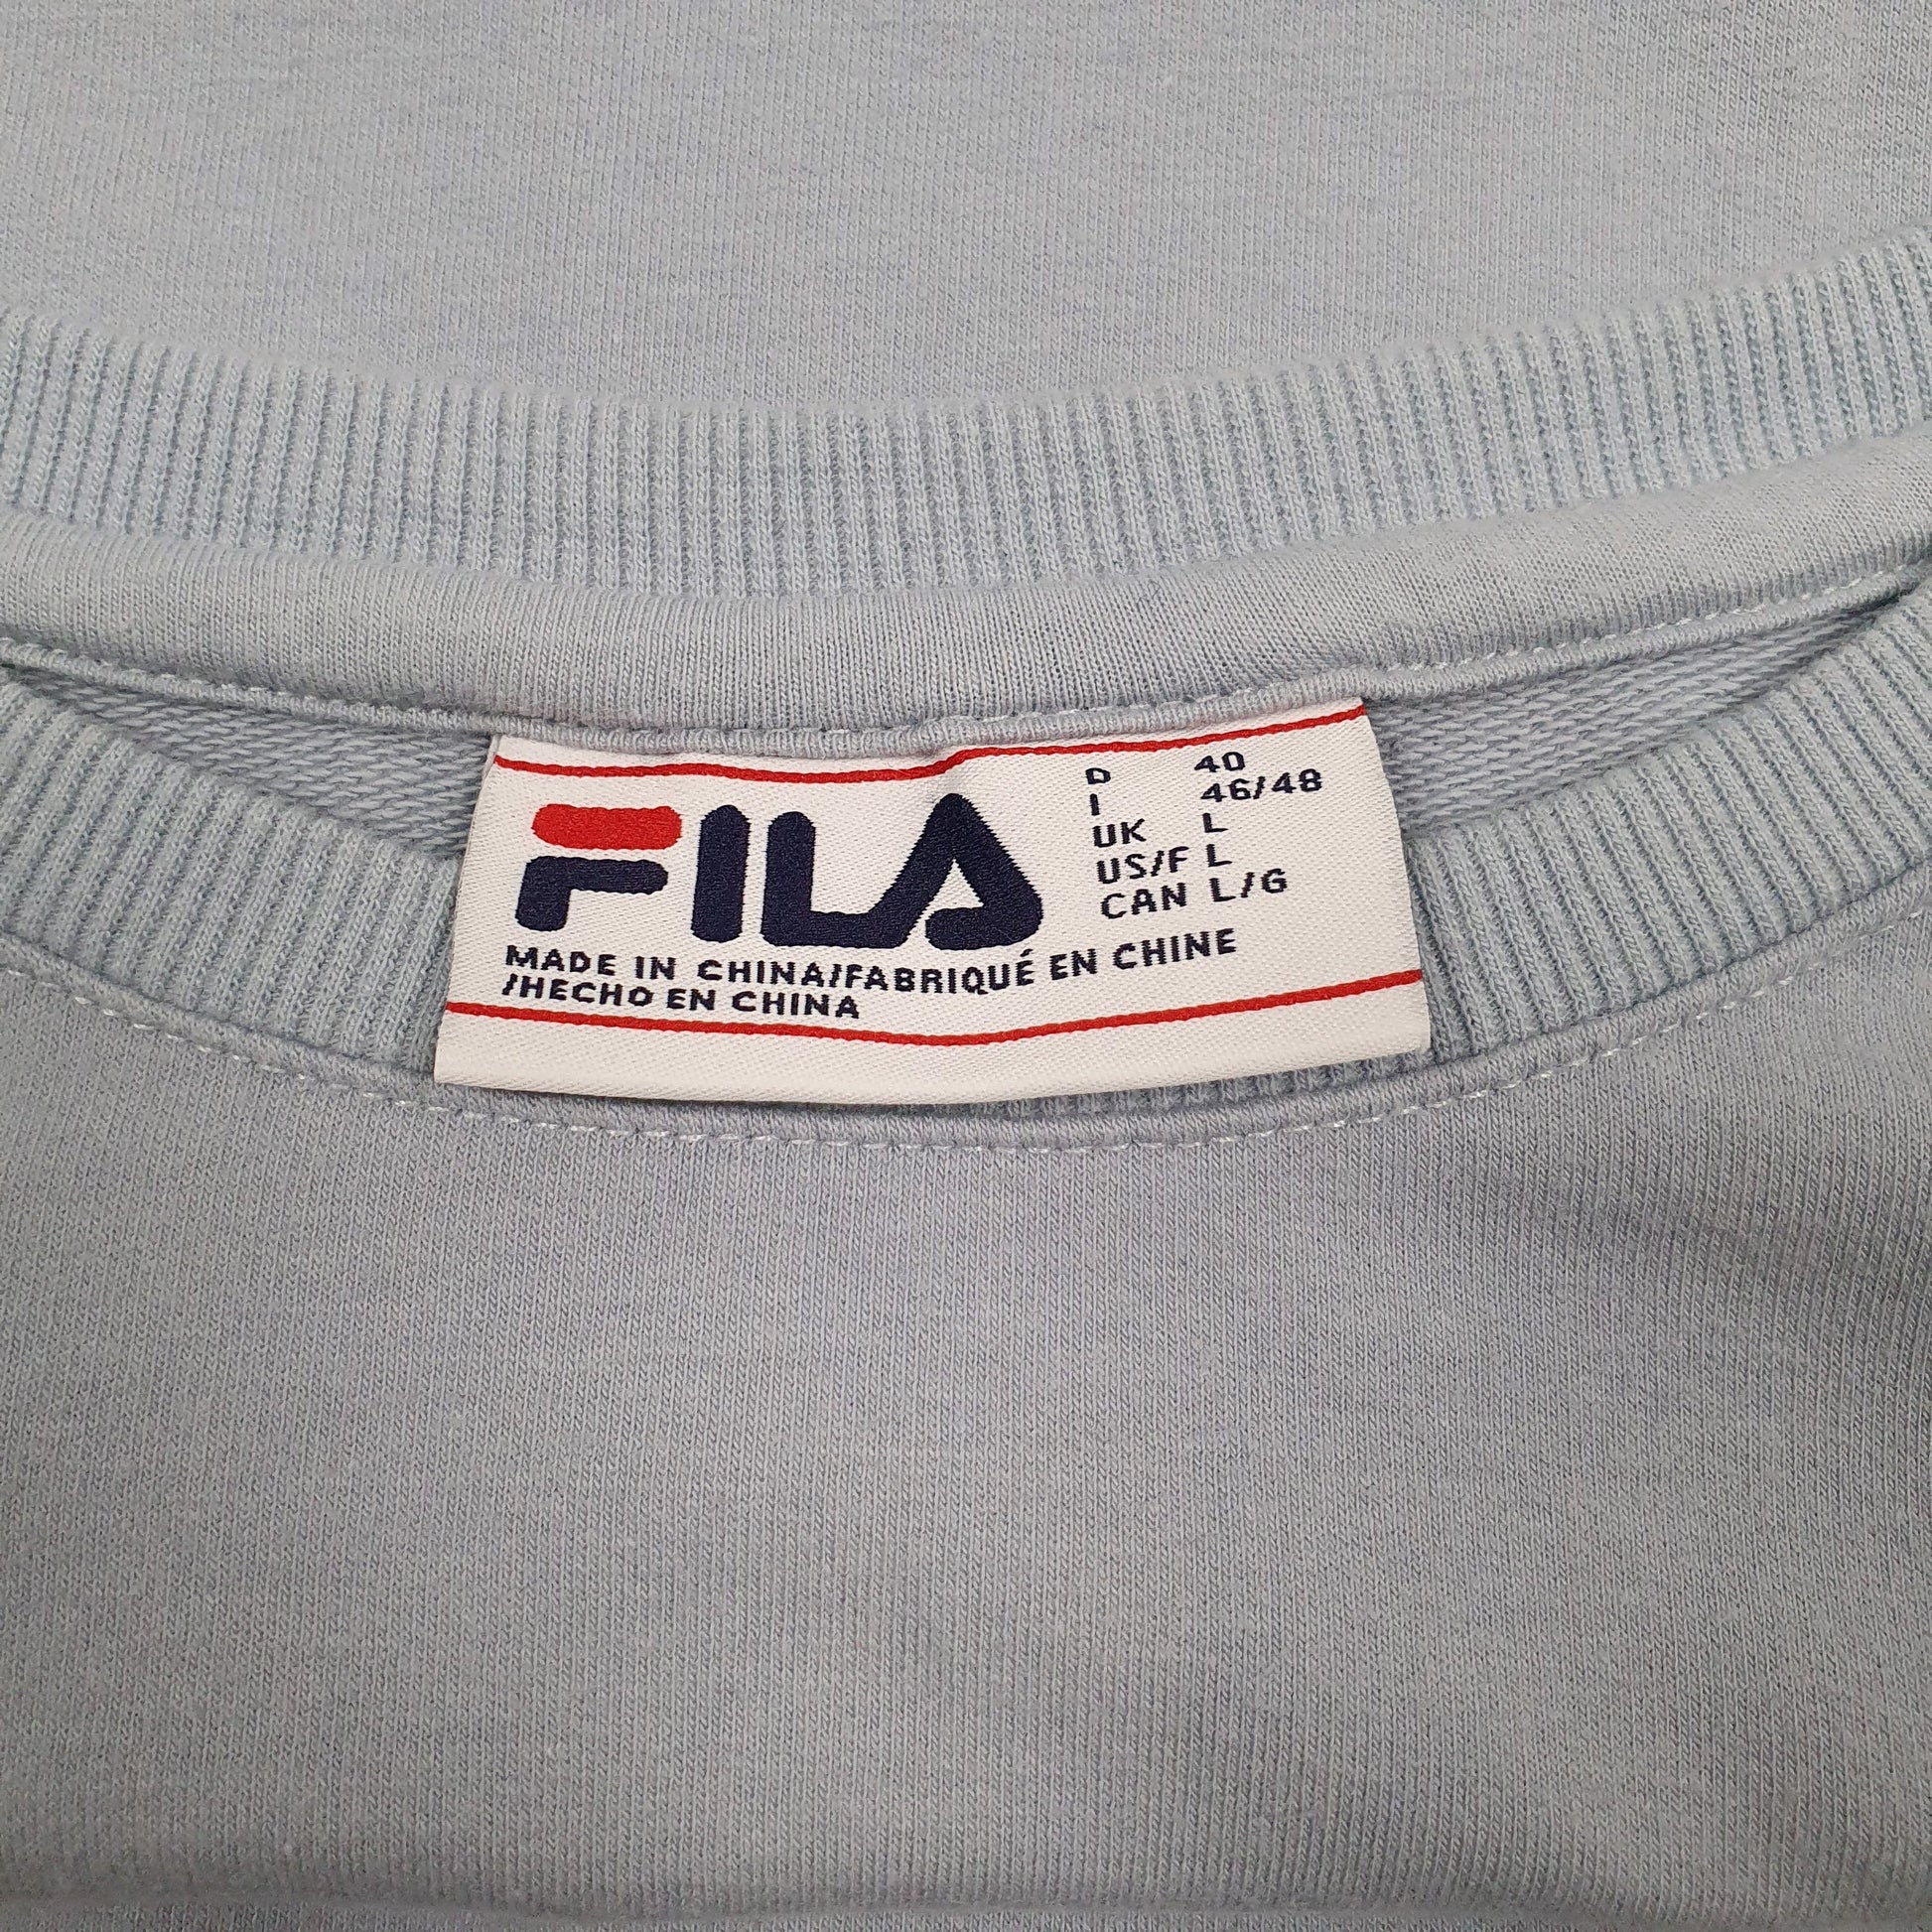 FILA
D 40
I 46/48
UK L
US/F L
CAN L/G
MADE IN CHINA/FABRIQUÉ EN CHINE
/HECHO EN CHINA